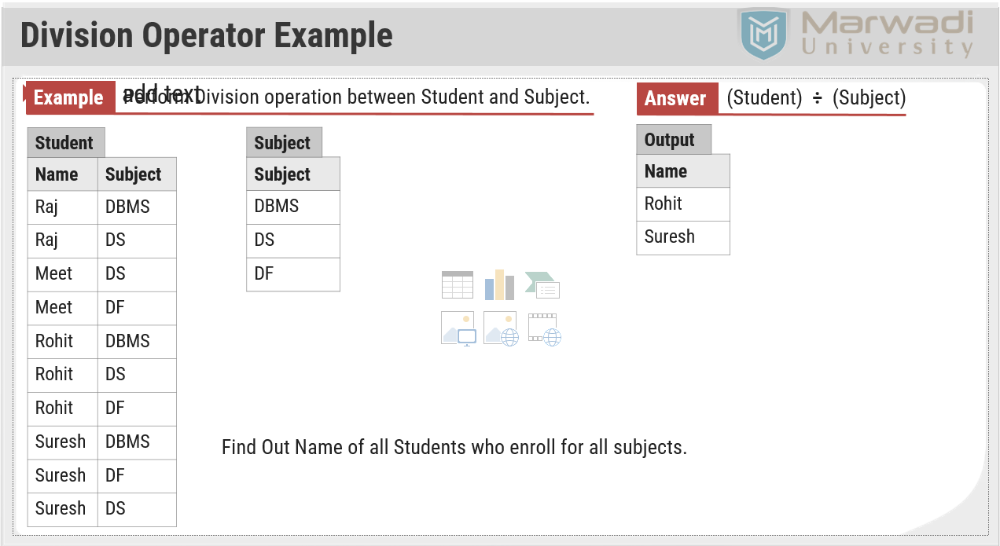 Division Operator Example
Marwadi
University
Example
add text
Perform Division operation between Student and Subject.
Student
Name Subject
Raj DBMS
Raj DS
Meet DS
Meet DF
Rohit DBMS
Rohit DS
Rohit DF
Suresh DBMS
Suresh DF
Suresh DS
Subject
Subject
DBMS
DS
DF
Find Out Name of all Students who enroll for all subjects.
Answer (Student) ÷ (Subject)
Output
Name
Rohit
Suresh